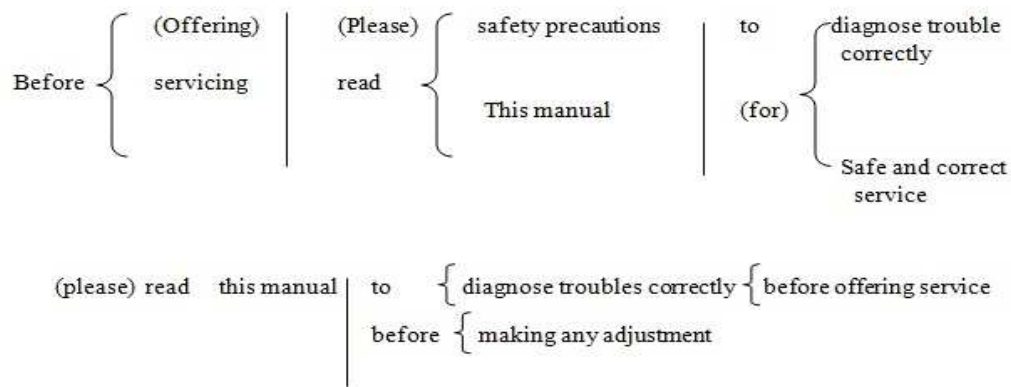 (Offering) (Please) safety precautions to diagnose trouble
correctly
Before servicing read
This manual (for)
Safe and correct
service
(please) read this manual to diagnose troubles correctly before offering service
before making any adjustment